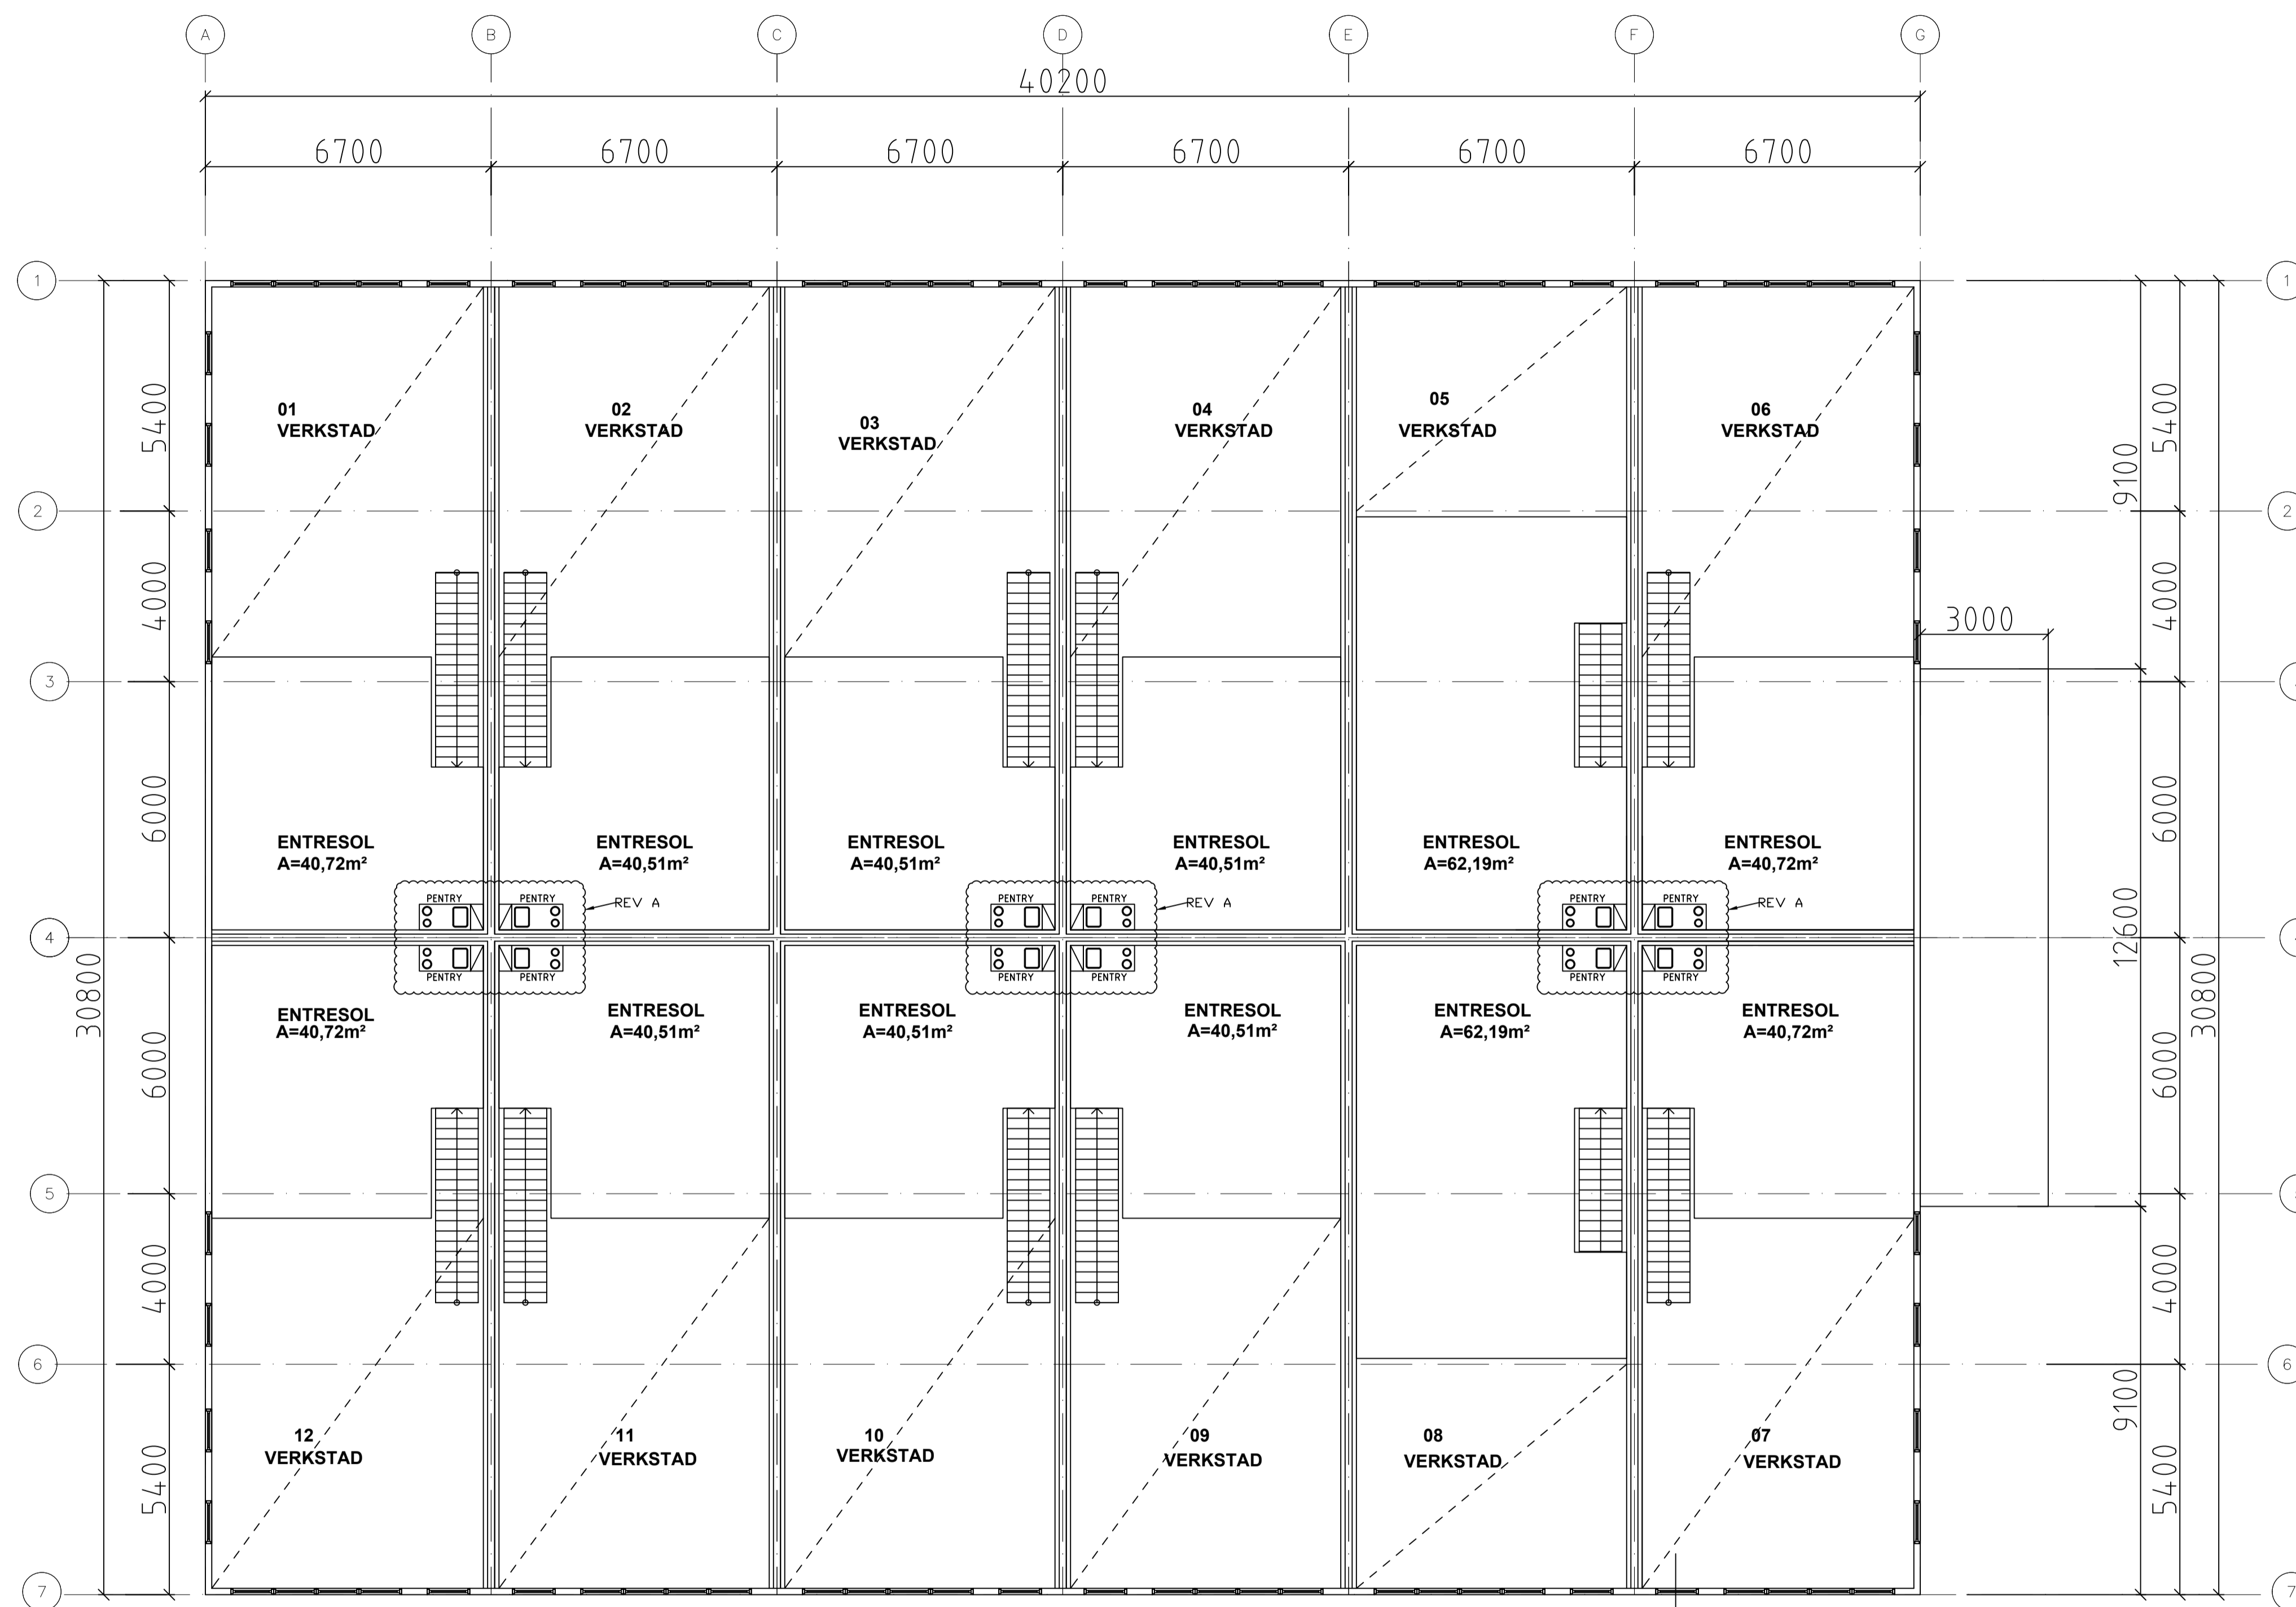 A B C D E F G
40200
6700 6700 6700 6700 6700 6700
1 1
5400 5400
9100
01 02 03 04 05 06
VERKSTAD VERKSTAD VERKSTAD VERKSTAD VERKSTAD VERKSTAD
2 2
4000 4000
3000
3
6000 6000
ENTRESOL ENTRESOL ENTRESOL ENTRESOL ENTRESOL ENTRESOL
A=40,72m² A=40,51m² A=40,51m² A=40,51m² A=62,19m² A=40,72m²
PENTRY PENTRY PENTRY PENTRY PENTRY PENTRY
REV A REV A REV A
12600
4
30800 30800
PENTRY PENTRY PENTRY PENTRY PENTRY PENTRY
ENTRESOL ENTRESOL ENTRESOL ENTRESOL ENTRESOL ENTRESOL
A=40,72m² A=40,51m² A=40,51m² A=40,51m² A=62,19m² A=40,72m²
6000 6000
5
4000 4000
6 6
9100
12 11 10 09 08 07
VERKSTAD VERKSTAD VERKSTAD VERKSTAD VERKSTAD VERKSTAD
5400 5400
7 7